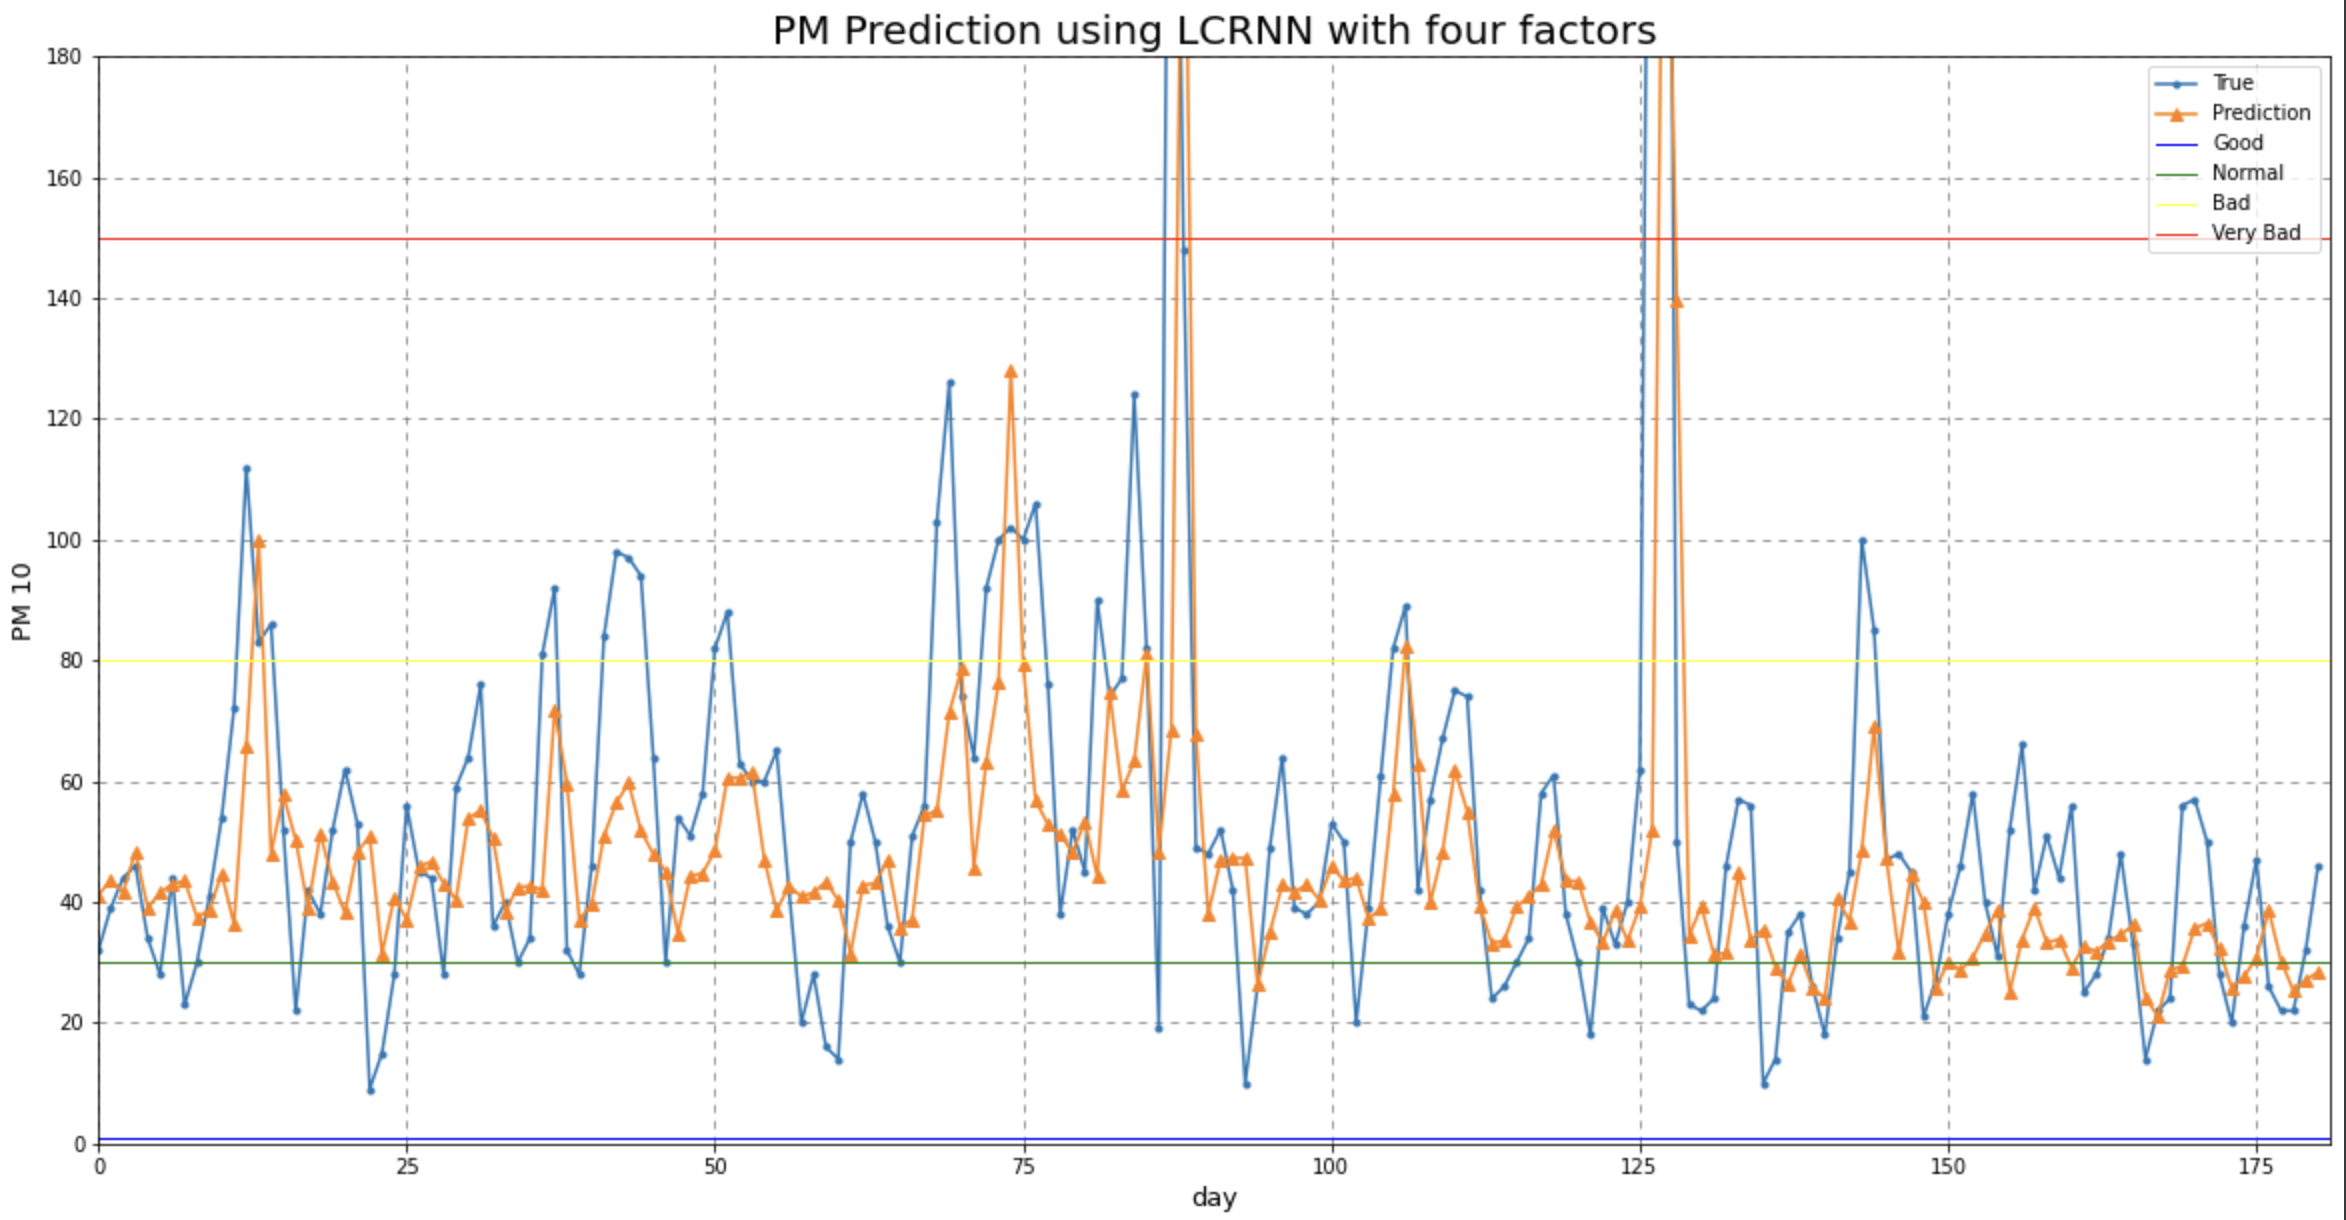 PM Prediction using LCRNN with four factors
180
160
140
120
100
80
60
40
20
0
PM 10
True
Prediction
Good
Normal
Bad
Very Bad
0 25 50 75 100 125 150 175
day